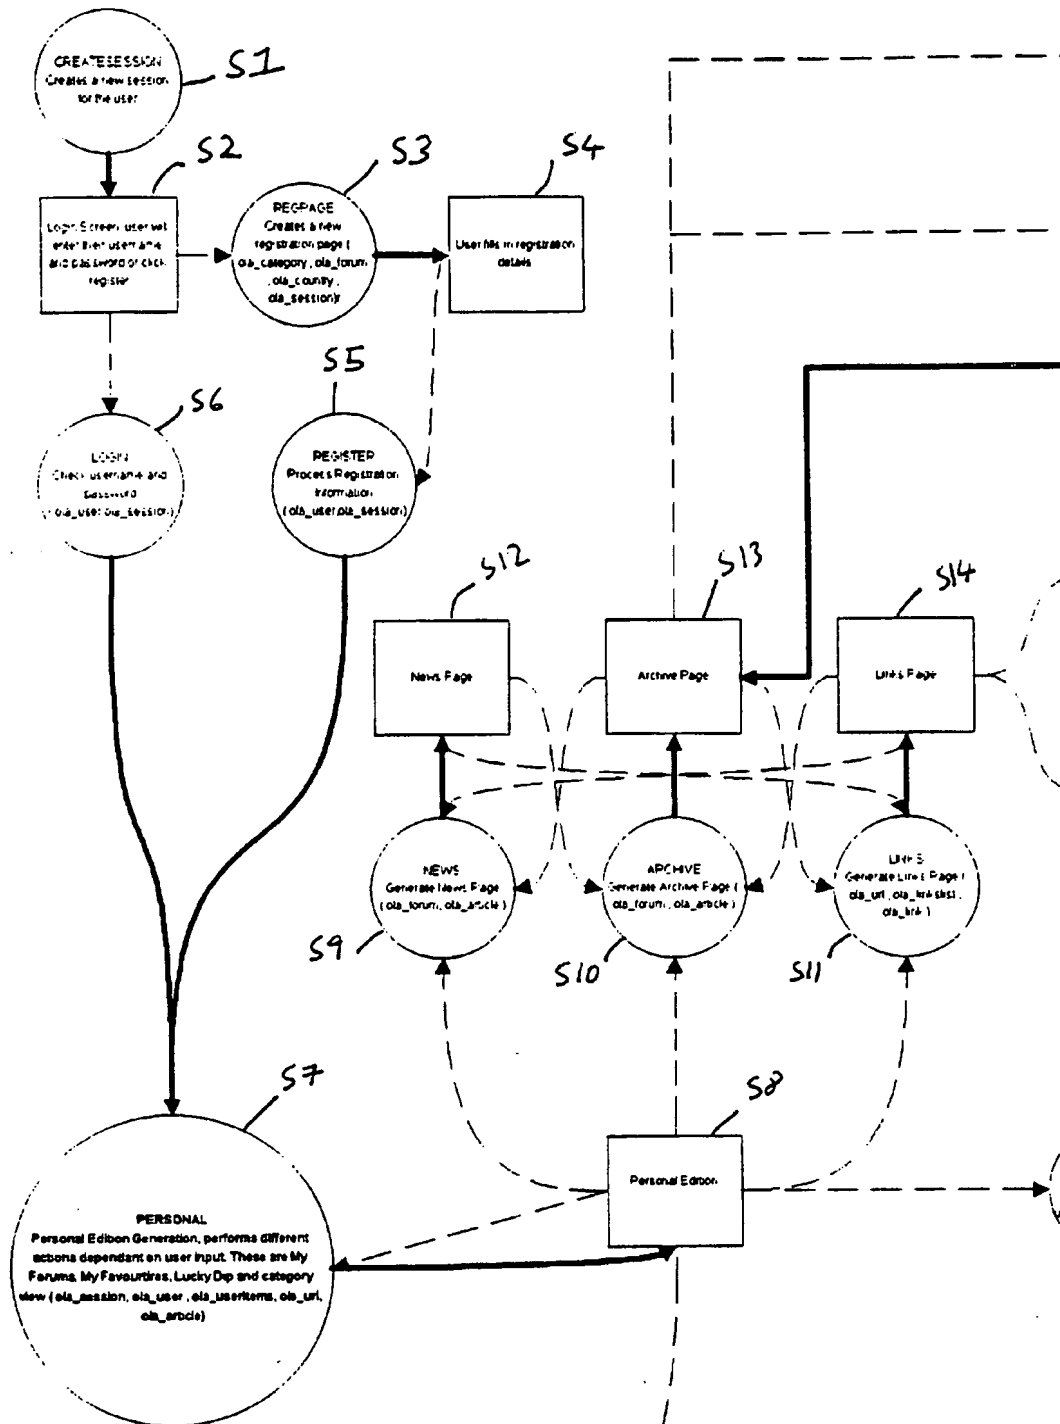 CREATESESSION
Creates a new session
for the user
S1
S2
Login Screen, user will
enter their username
and password or click
register
S3
REGPAGE
Creates a new
registration page (
ola_category, ola_forum
, ola_country,
ola_session)
S4
User fills in registration
details
S5
REGISTER
Process Registration
Information
(ola_user, ola_session)
S6
LOGIN
Check username and
password
(ola_user, ola_session)
S12
News Page
S13
Archive Page
S14
Links Page
NEWS
Generate News Page
(ola_forum, ola_article)
S9
ARCHIVE
Generate Archive Page (
ola_forum, ola_article)
S10
LINKS
Generate Links Page (
ola_url, ola_linkslist,
ola_link)
S11
S7
PERSONAL
Personal Edition Generation, performs different
actions dependant on user input. These are My
Forums, My Favourtires, Lucky Dip and category
view (ola_session, ola_user, ola_useritems, ola_url,
ola_article)
S8
Personal Edition